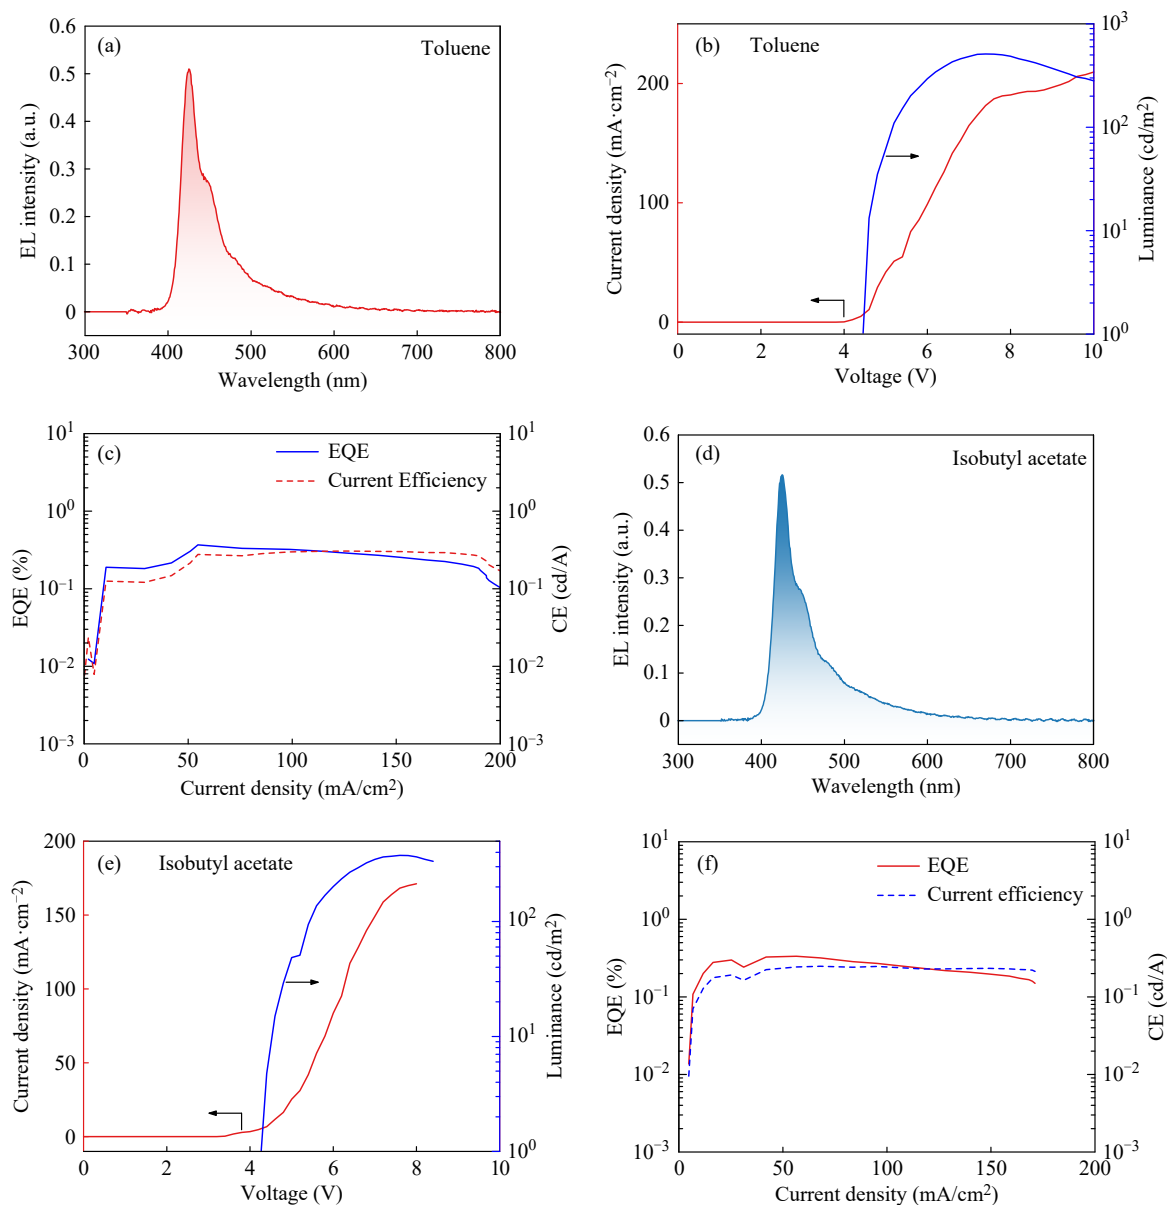 (a)
Toluene
EL intensity (a.u.)
0.6
0.5
0.4
0.3
0.2
0.1
0
300 400 500 600 700 800
Wavelength (nm)
(b)
Toluene
Current density (mA·cm⁻²)
200
100
0
10³
10²
10¹
10⁰
Luminance (cd/m²)
0 2 4 6 8 10
Voltage (V)
(c)
EQE
Current Efficiency
EQE (%)
10¹
10⁰
10⁻¹
10⁻²
10⁻³
10¹
10⁰
10⁻¹
10⁻²
10⁻³
CE (cd/A)
0 50 100 150 200
Current density (mA/cm²)
(d)
Isobutyl acetate
EL intensity (a.u.)
0.6
0.5
0.4
0.3
0.2
0.1
0
300 400 500 600 700 800
Wavelength (nm)
(e)
Isobutyl acetate
Current density (mA·cm⁻²)
200
150
100
50
0
10²
10¹
10⁰
Luminance (cd/m²)
0 2 4 6 8 10
Voltage (V)
(f)
EQE
Current efficiency
EQE (%)
10¹
10⁰
10⁻¹
10⁻²
10⁻³
10¹
10⁰
10⁻¹
10⁻²
10⁻³
CE (cd/A)
0 50 100 150 200
Current density (mA/cm²)